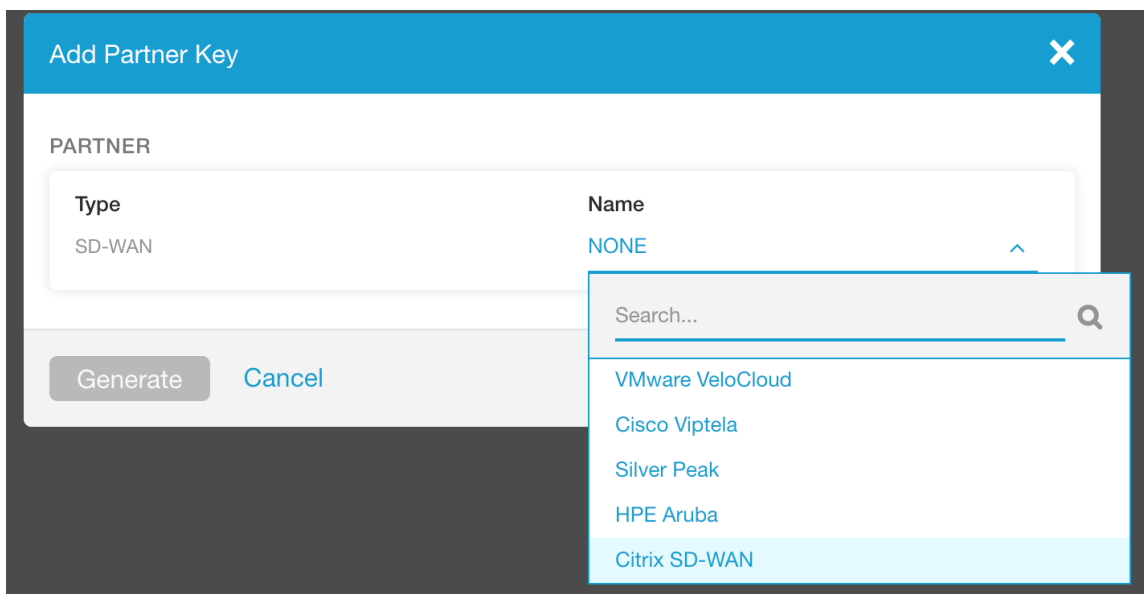 Add Partner Key
PARTNER
Type
Name
SD-WAN
NONE
Search...
Generate
Cancel
VMware VeloCloud
Cisco Viptela
Silver Peak
HPE Aruba
Citrix SD-WAN